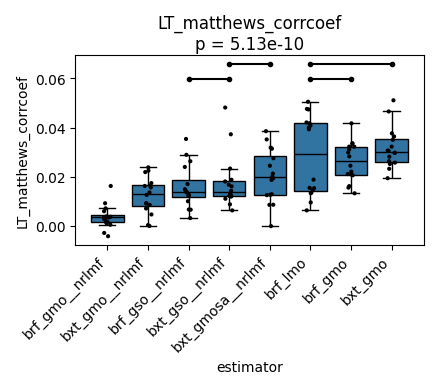 LT_matthews_corrcoef
p = 5.13e-10
LT_matthews_corrcoef
0.06
0.04
0.02
0.00
brf_gmo__nrlmf
bxt_gmo__nrlmf
brf_gso__nrlmf
bxt_gso__nrlmf
bxt_gmosa__nrlmf
brf_lmo
brf_gmo
bxt_gmo
estimator